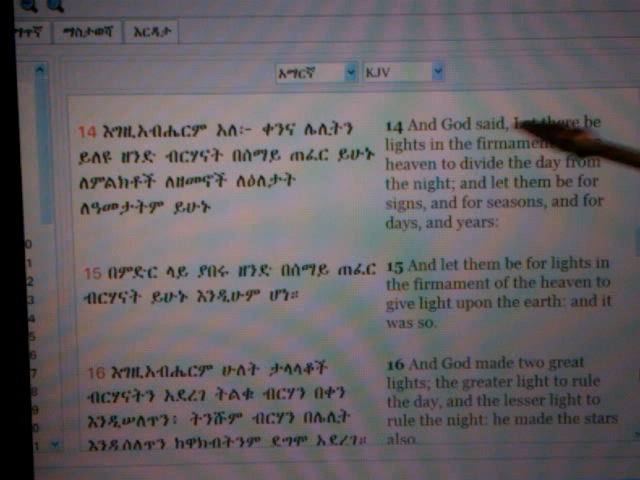 ማስታወሻ እርዳታ
አማርኛ KJV
14 እግዚአብሔርም አለ፦ ቀንና ሌሊትን
ይለዩ ዘንድ ብርሃናት በሰማይ ጠፈር ይሁኑ
ለምልክቶች ለዘመኖች ለዕለታት
ለዓመታትም ይሁኑ
14 And God said, Let there be
lights in the firmament
heaven to divide the day from
the night; and let them be for
signs, and for seasons, and for
days, and years:
15 በምድር ላይ ያበሩ ዘንድ በሰማይ ጠፈር
ብርሃናት ይሁኑ እንዲሁም ሆነ።
15 And let them be for lights in
the firmament of the heaven to
give light upon the earth: and it
was so.
16 እግዚአብሔርም ሁለት ታላላቆች
ብርሃናትን አደረገ ትልቁ ብርሃን በቀን
እንዲሠለጥን፥ ትንሹም ብርሃን በሌሊት
እንዲሰለጥን ከዋክብትንም ደግሞ አደረገ።
16 And God made two great
lights; the greater light to rule
the day, and the lesser light to
rule the night: he made the stars
also.